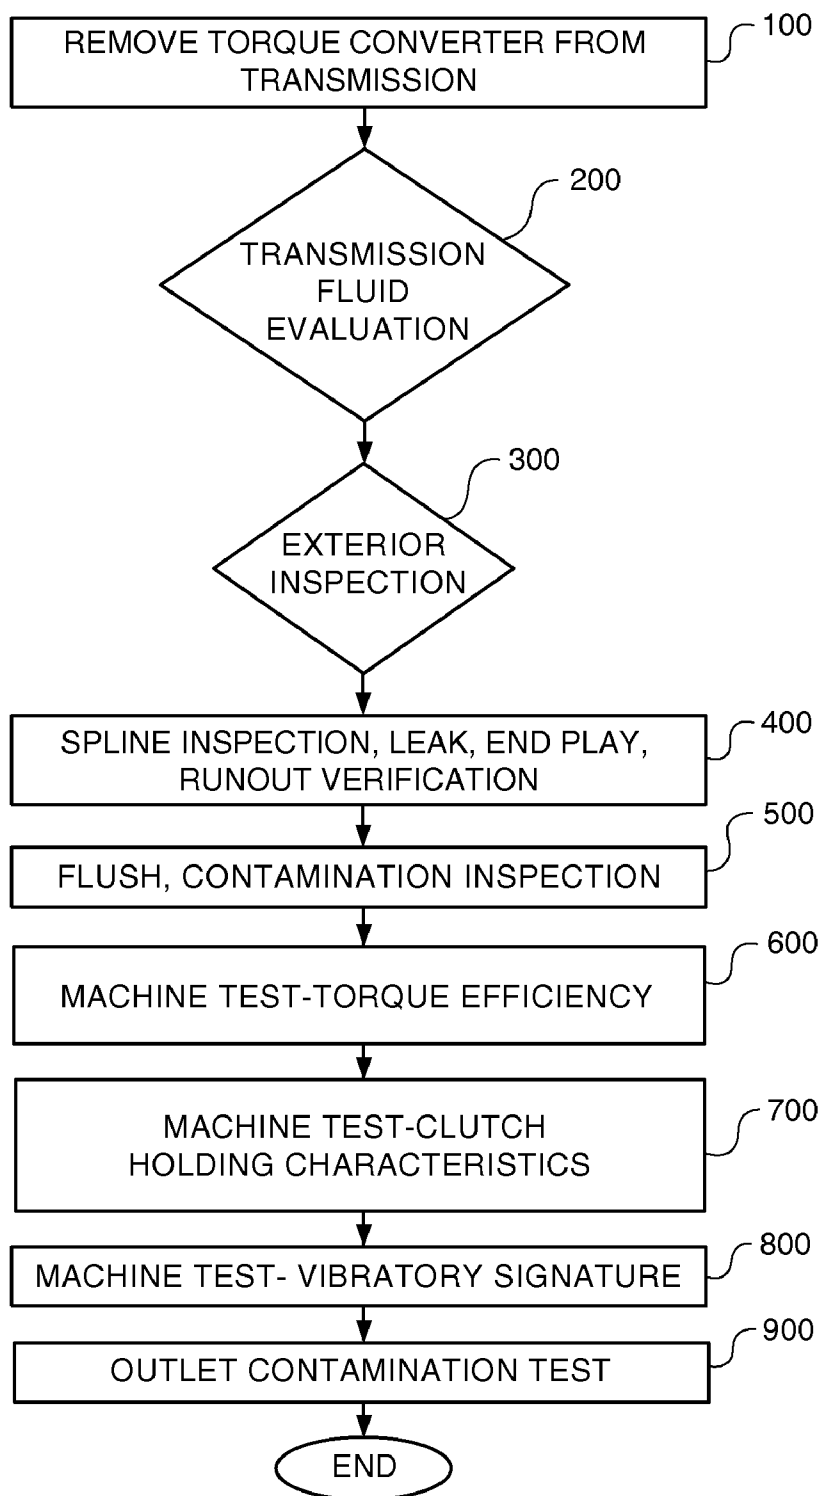 REMOVE TORQUE CONVERTER FROM
TRANSMISSION
100
200
TRANSMISSION
FLUID
EVALUATION
300
EXTERIOR
INSPECTION
400
SPLINE INSPECTION, LEAK, END PLAY,
RUNOUT VERIFICATION
500
FLUSH, CONTAMINATION INSPECTION
600
MACHINE TEST-TORQUE EFFICIENCY
700
MACHINE TEST-CLUTCH
HOLDING CHARACTERISTICS
800
MACHINE TEST- VIBRATORY SIGNATURE
900
OUTLET CONTAMINATION TEST
END